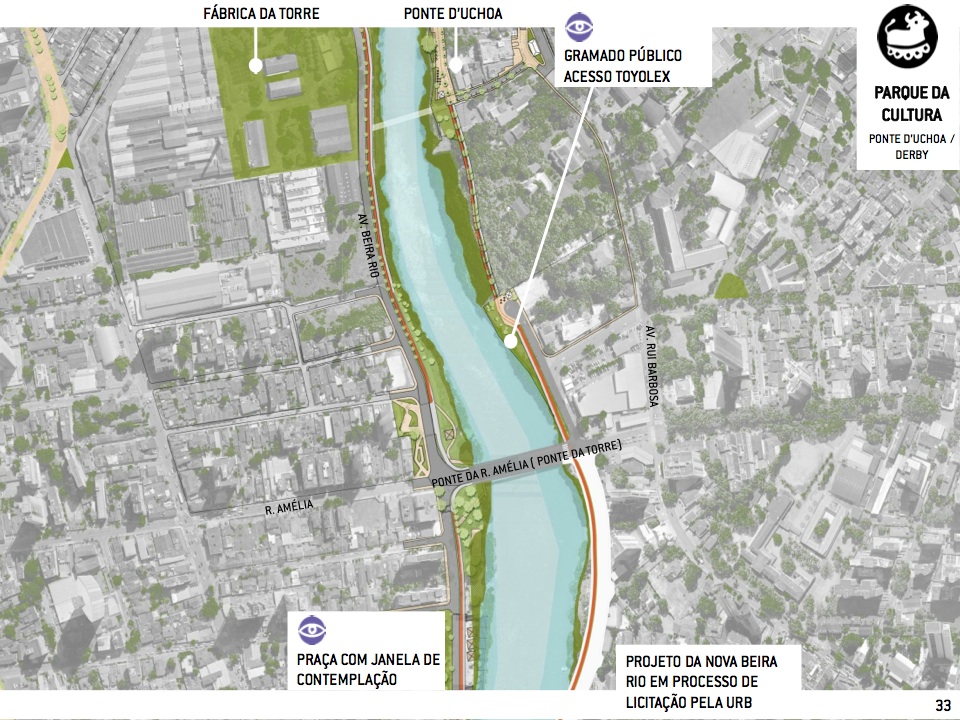 FÁBRICA DA TORRE
PONTE D'UCHOA
GRAMADO PÚBLICO
ACESSO TOYOLEX
PARQUE DA
CULTURA
PONTE D'UCHOA /
DERBY
AV. BEIRA RIO
AV. RUI BARBOSA
PONTE DA R. AMÉLIA ( PONTE DA TORRE)
R. AMÉLIA
PRAÇA COM JANELA DE
CONTEMPLAÇÃO
PROJETO DA NOVA BEIRA
RIO EM PROCESSO DE
LICITAÇÃO PELA URB
33